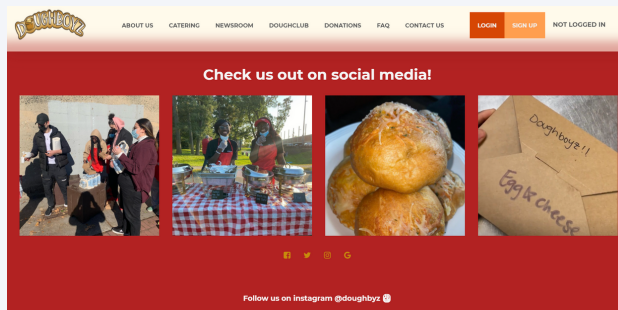 DOUGHBOYZ
ABOUT US CATERING NEWSROOM DOUGHCLUB DONATIONS FAQ CONTACT US LOGIN SIGN UP NOT LOGGED IN
Check us out on social media!
Doughboyz!!
Egg & cheese
Follow us on instagram @doughbyz